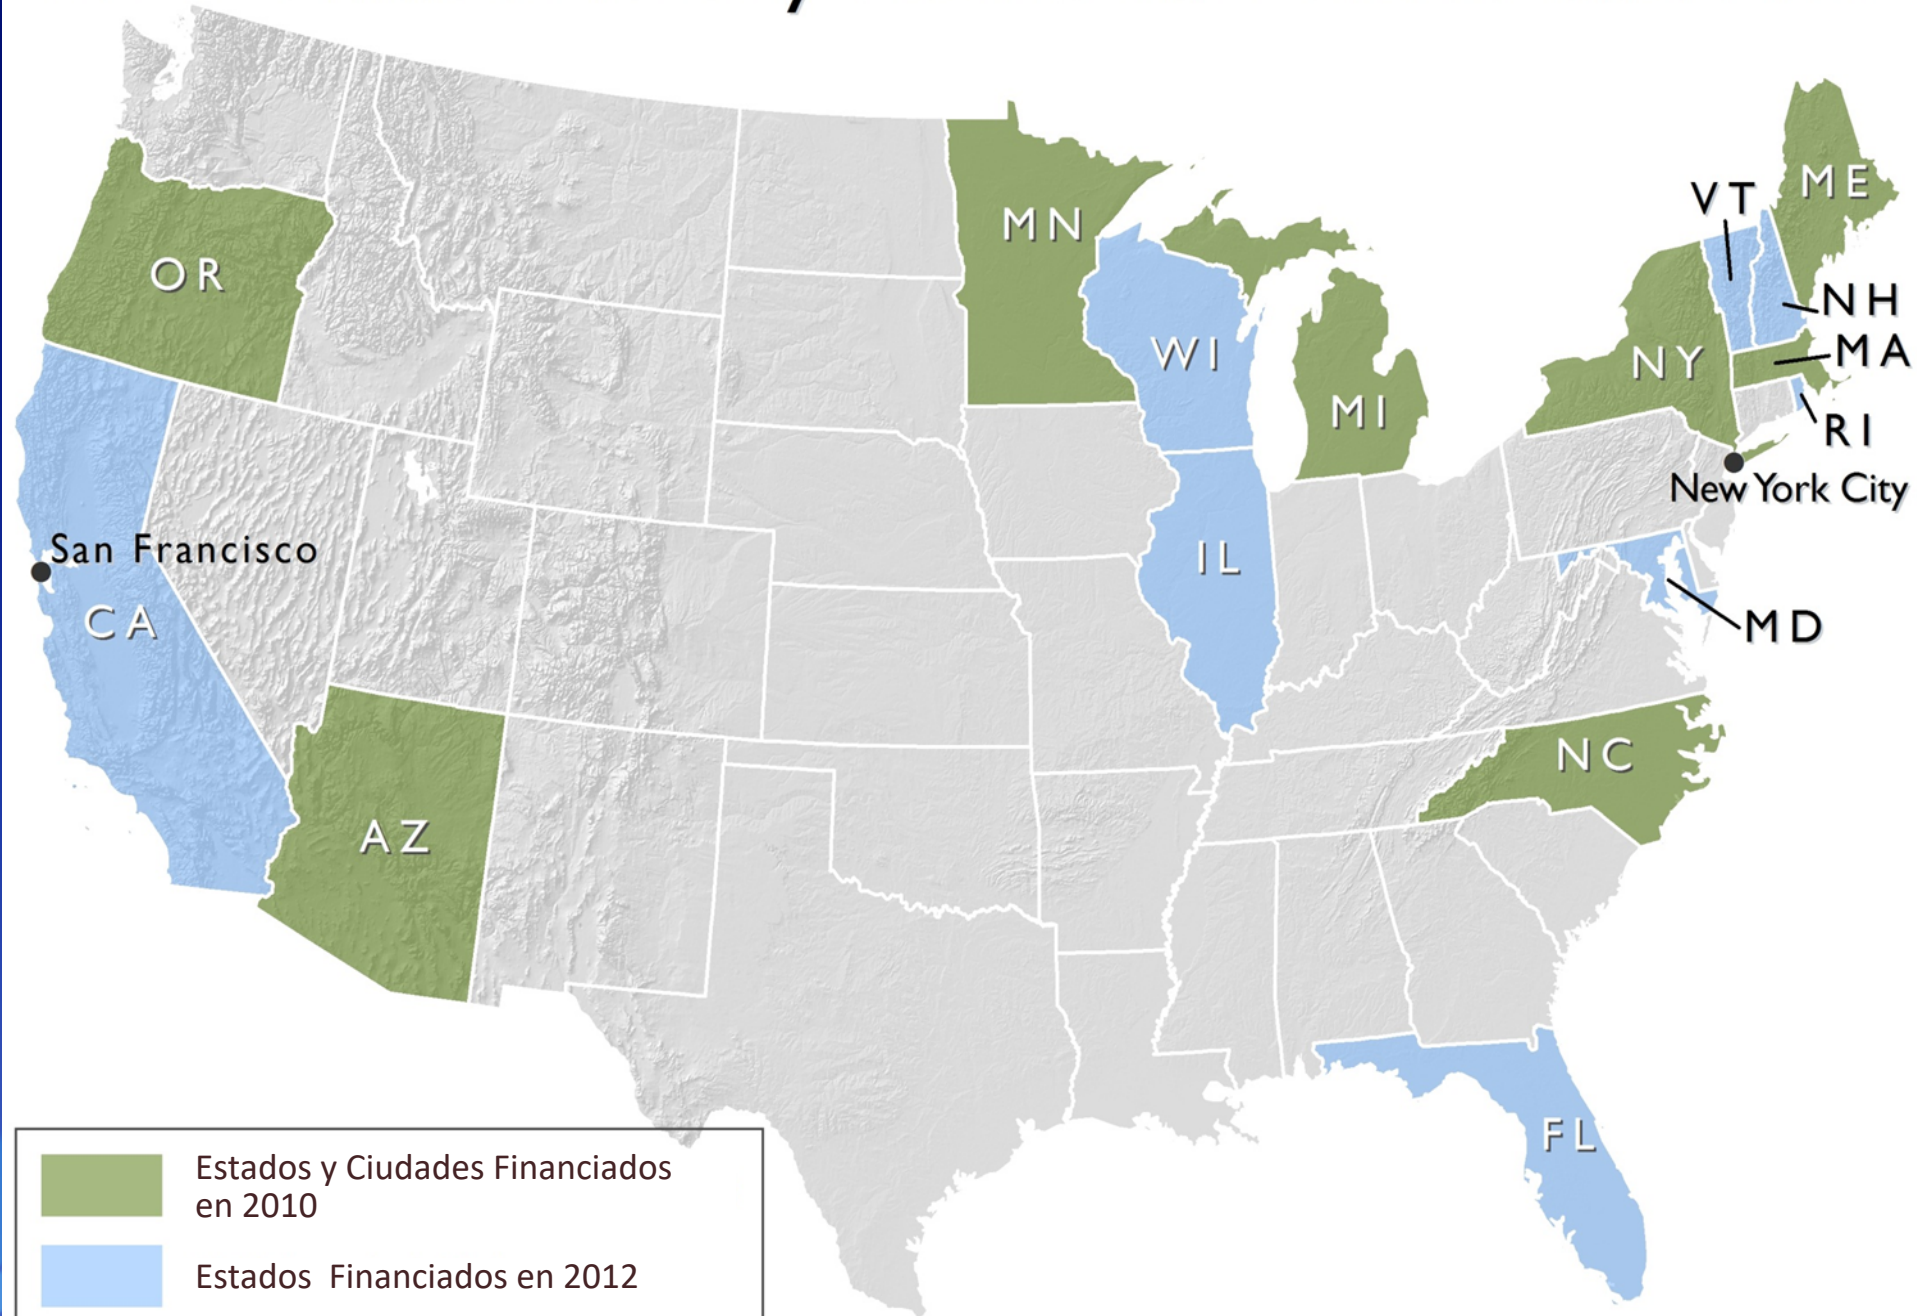 ME
VT
MN
OR
NH
MA
WI
NY
MI
RI
New York City
San Francisco
IL
CA
MD
NC
AZ
FL
Estados y Ciudades Financiados
en 2010
Estados  Financiados en 2012